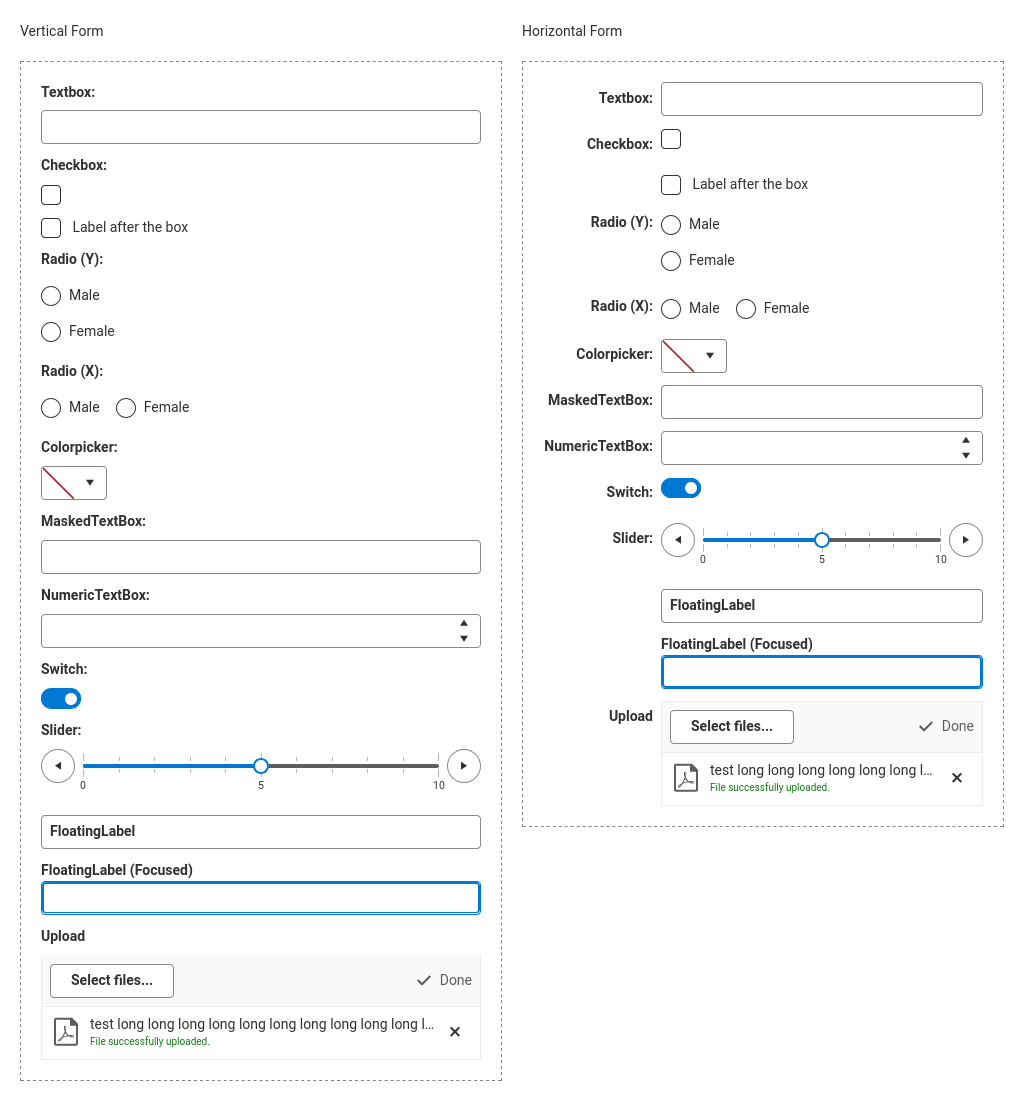 Vertical Form
Textbox:
Checkbox:
Label after the box
Radio (Y):
Male
Female
Radio (X):
Male Female
Colorpicker:
MaskedTextBox:
NumericTextBox:
Switch:
Slider:
0 5 10
FloatingLabel
FloatingLabel (Focused)
Upload
Select files... Done
test long long long long long long long long long long l...
File successfully uploaded.
Horizontal Form
Textbox:
Checkbox:
Label after the box
Radio (Y): Male
Female
Radio (X): Male Female
Colorpicker:
MaskedTextBox:
NumericTextBox:
Switch:
Slider:
0 5 10
FloatingLabel
FloatingLabel (Focused)
Upload Select files... Done
test long long long long long long l...
File successfully uploaded.